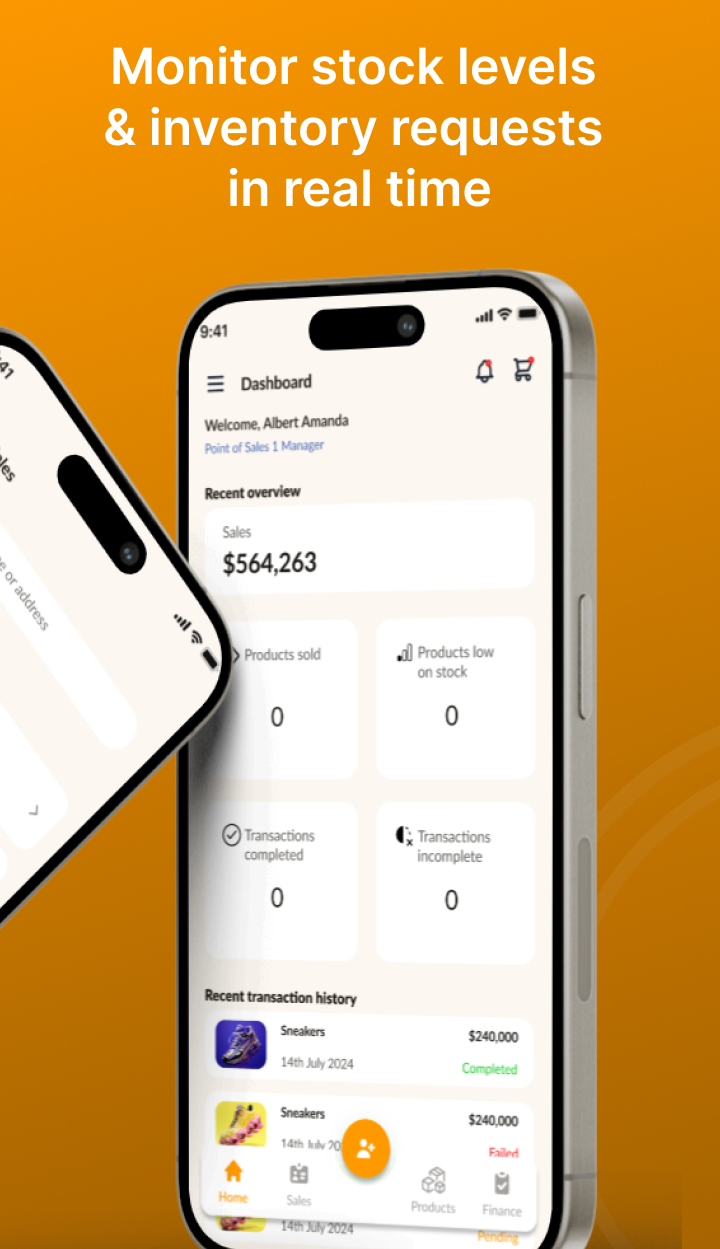 Monitor stock levels
& inventory requests
in real time
9:41
Dashboard
Welcome, Albert Amanda
Point of Sales 1 Manager
Recent overview
Sales
$564,263
Products sold
0
Products low
on stock
0
Transactions
completed
0
Transactions
incomplete
0
Recent transaction history
Sneakers
$240,000
14th July 2024
Completed
Sneakers
$240,000
14th July 20
Failed
Home
Sales
Products
Finance
14th July 2024
Pending
:41
les
e or address